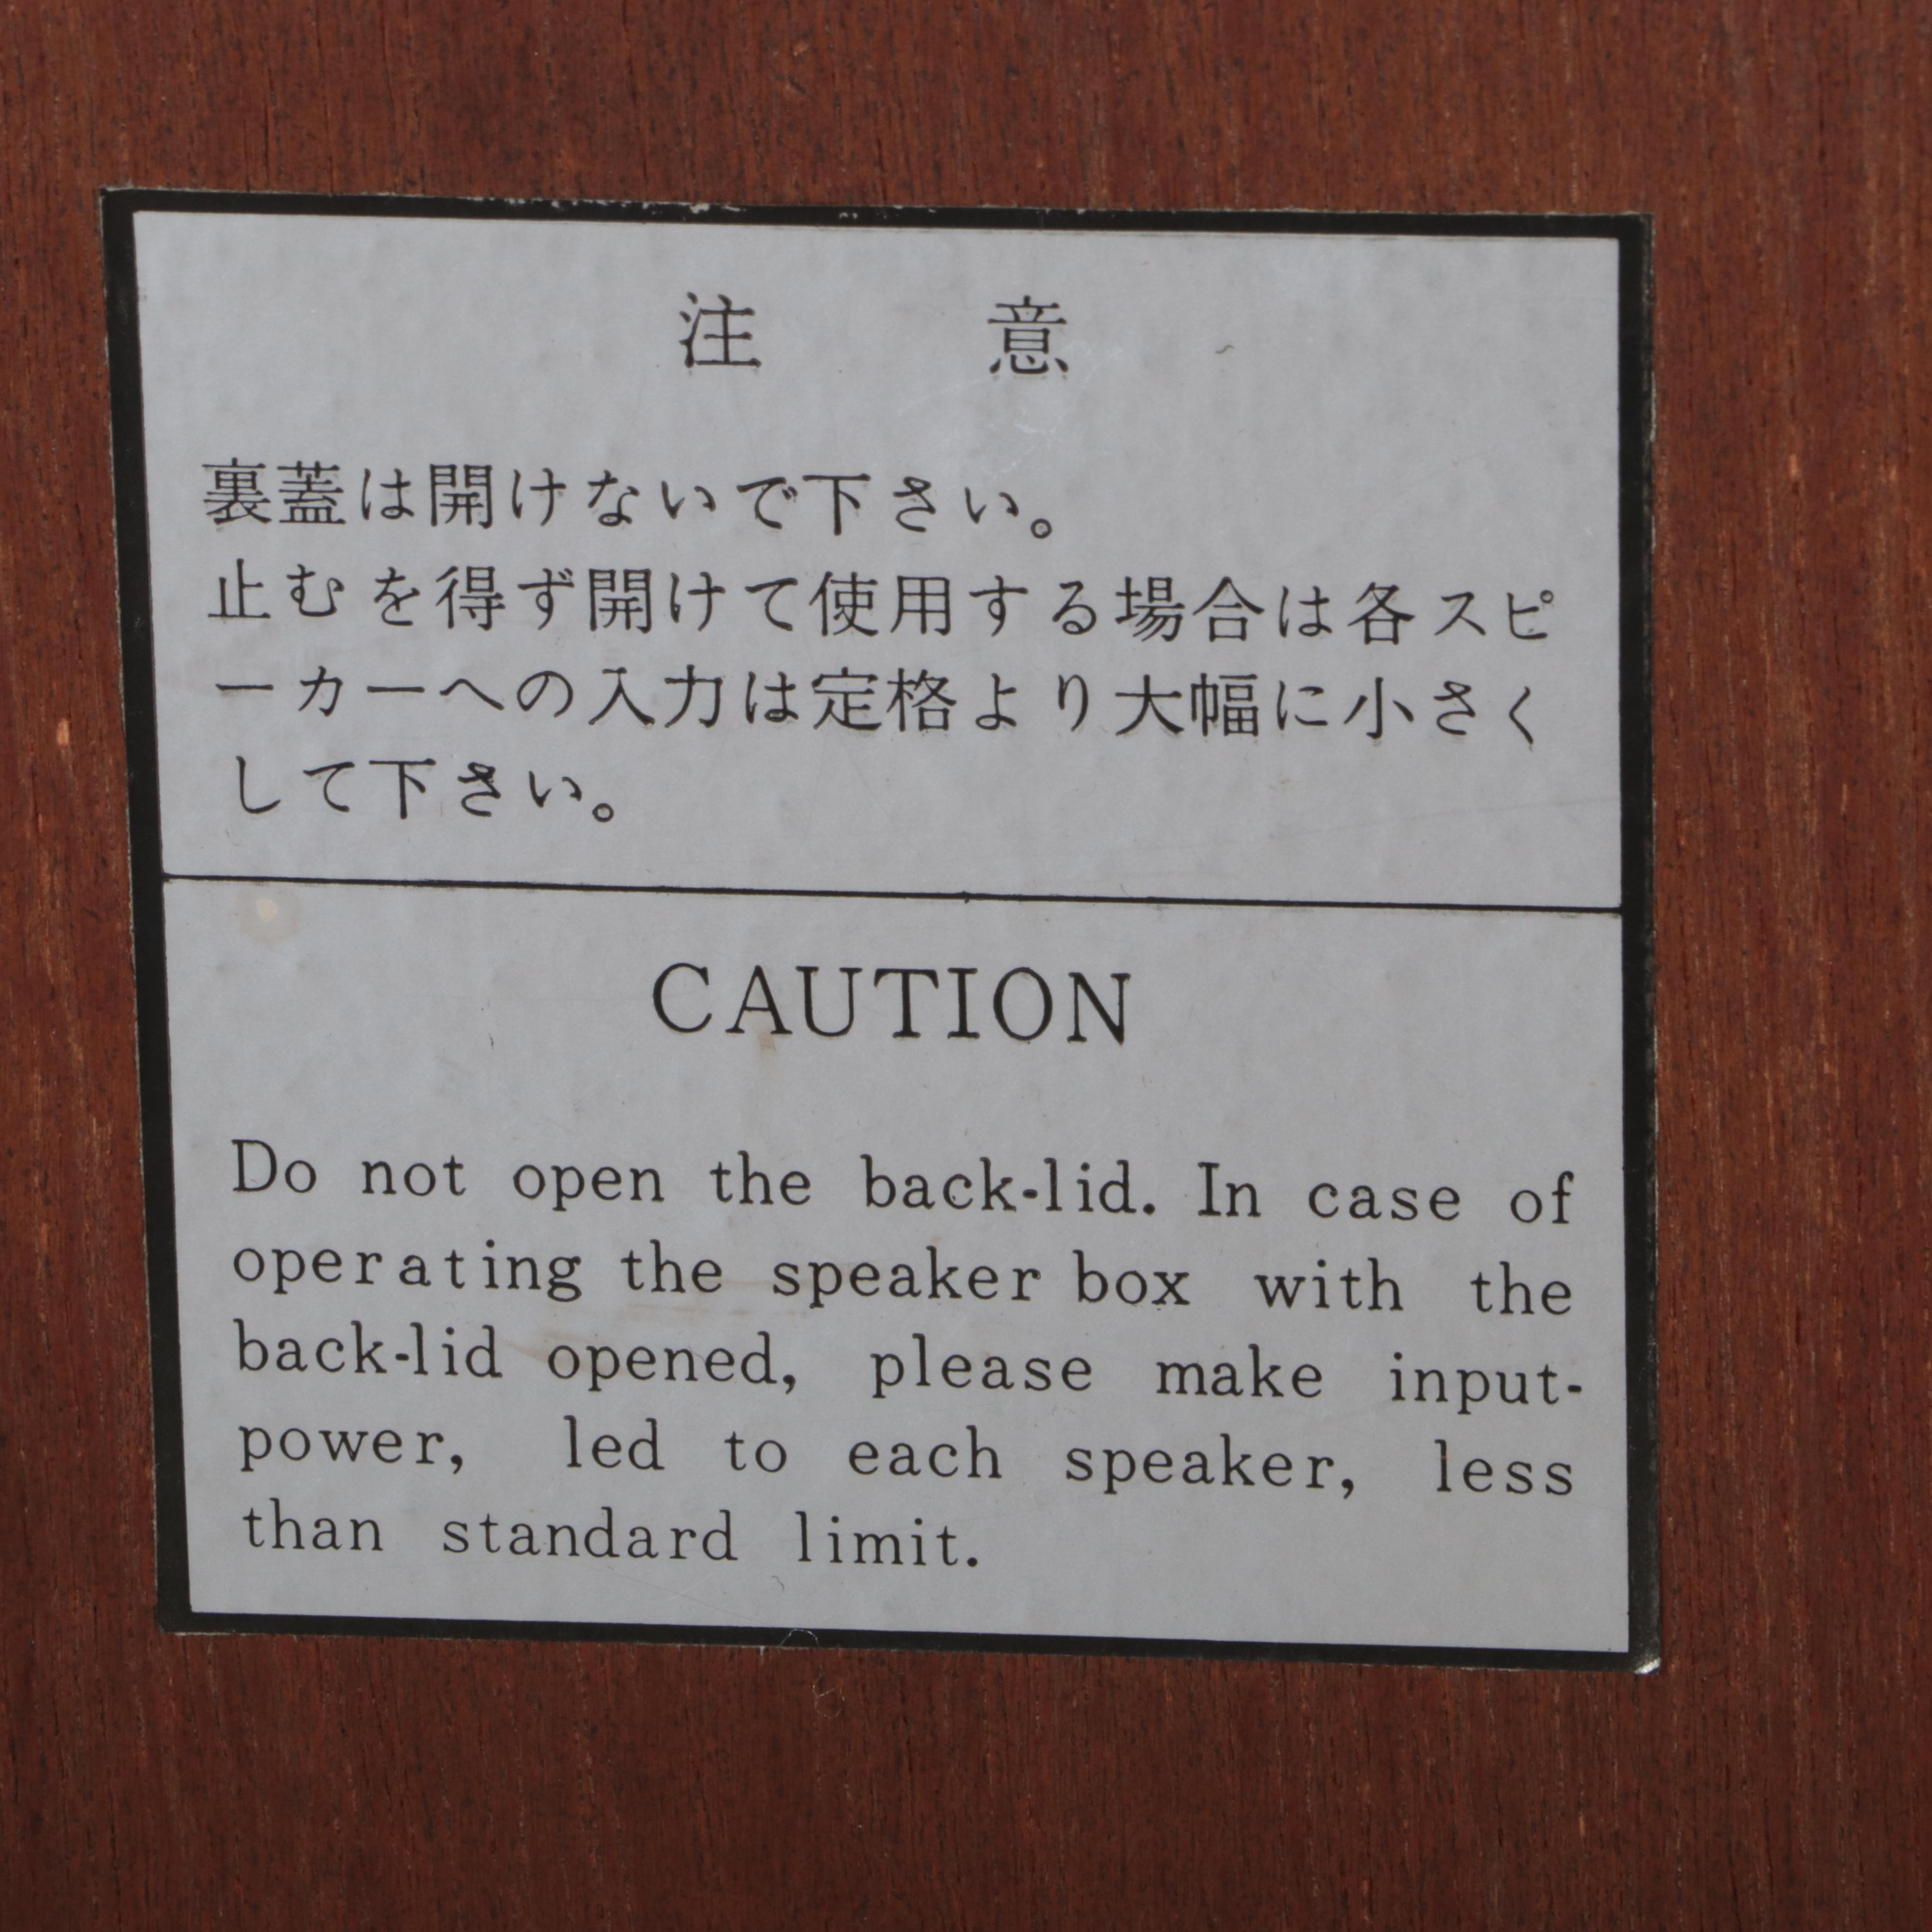 注 意
裏蓋は開けないで下さい。
止むを得ず開けて使用する場合は各スピ
ーカーへの入力は定格より大幅に小さく
して下さい。
CAUTION
Do not open the back-lid. In case of
operating the speaker box with the
back-lid opened, please make input-
power, led to each speaker, less
than standard limit.